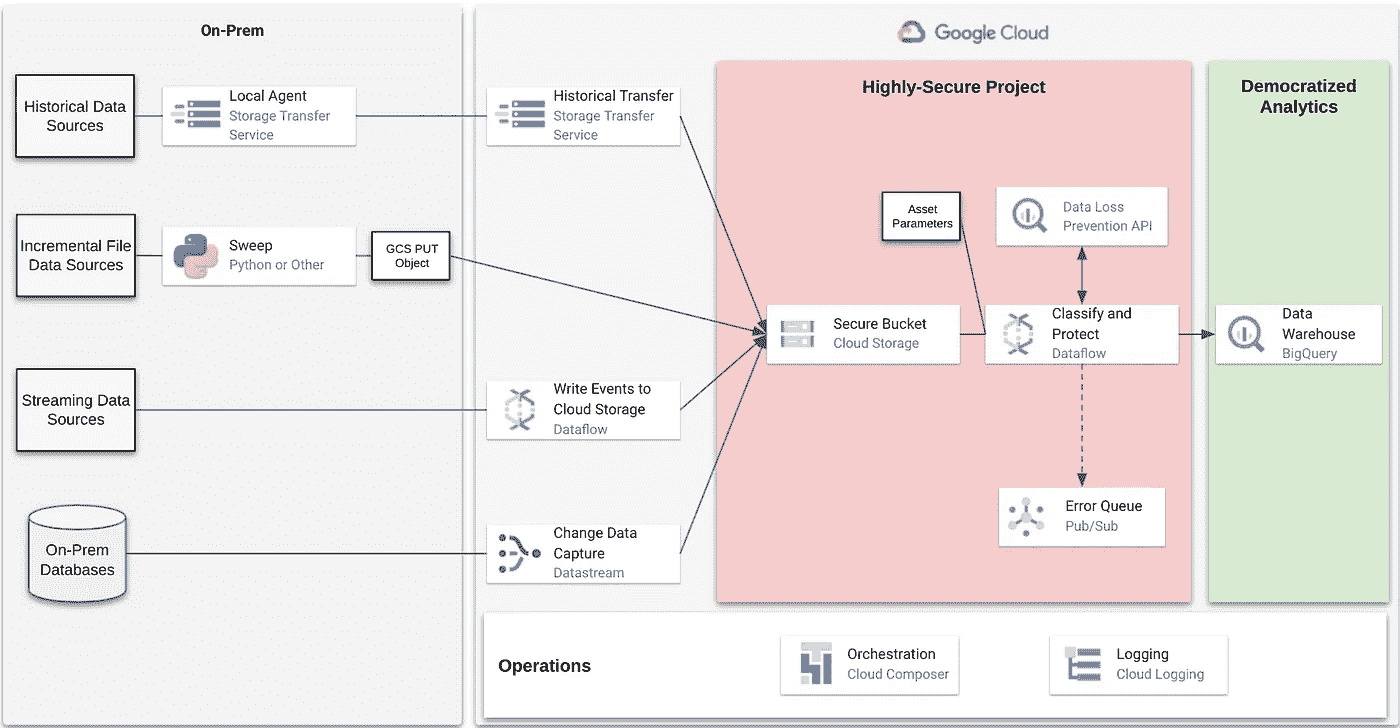 On-Prem
Google Cloud
Historical Data
Sources
Local Agent
Storage Transfer
Service
Historical Transfer
Storage Transfer
Service
Highly-Secure Project
Democratized
Analytics
Incremental File
Data Sources
Sweep
Python or Other
GCS PUT
Object
Asset
Parameters
Data Loss
Prevention API
Secure Bucket
Cloud Storage
Classify and
Protect
Dataflow
Data
Warehouse
BigQuery
Streaming Data
Sources
Write Events to
Cloud Storage
Dataflow
Error Queue
Pub/Sub
On-Prem
Databases
Change Data
Capture
Datastream
Operations
Orchestration
Cloud Composer
Logging
Cloud Logging